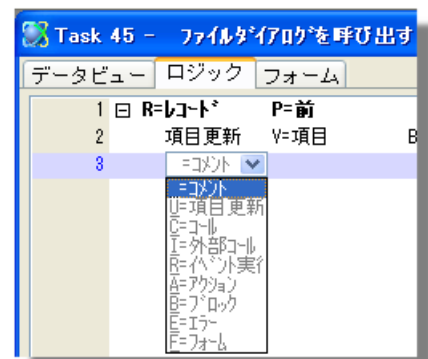 Task 45 - ﾌｧｲﾙﾀﾞｲｱﾛｸﾞを呼び出す
データビュー ロジック フォーム
1 R=ﾚｺｰﾄﾞ P=前
2 項目更新 V=項目 B
3 =ｺﾒﾝﾄ
=ｺﾒﾝﾄ
U=項目更新
C=ｺｰﾙ
I=外部ｺｰﾙ
R=ｲﾍﾞﾝﾄ実行
A=ｱｸｼｮﾝ
B=ﾌﾞﾛｯｸ
E=ｴﾗｰ
F=ﾌｫｰﾑ